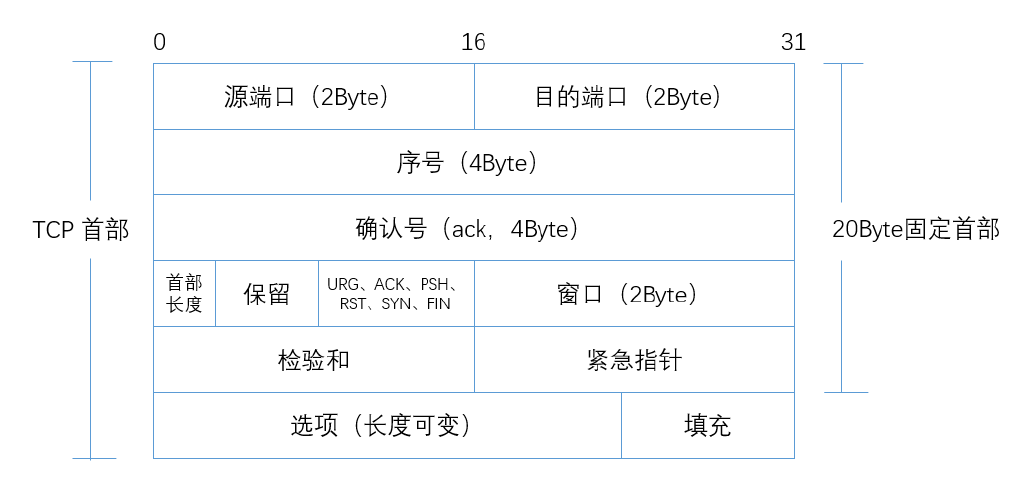 0 16 31
源端口（2Byte） 目的端口（2Byte）
序号（4Byte）
TCP 首部 确认号（ack，4Byte） 20Byte固定首部
首部
长度
保留
URG、ACK、PSH、
RST、SYN、FIN
窗口（2Byte）
检验和 紧急指针
选项（长度可变） 填充